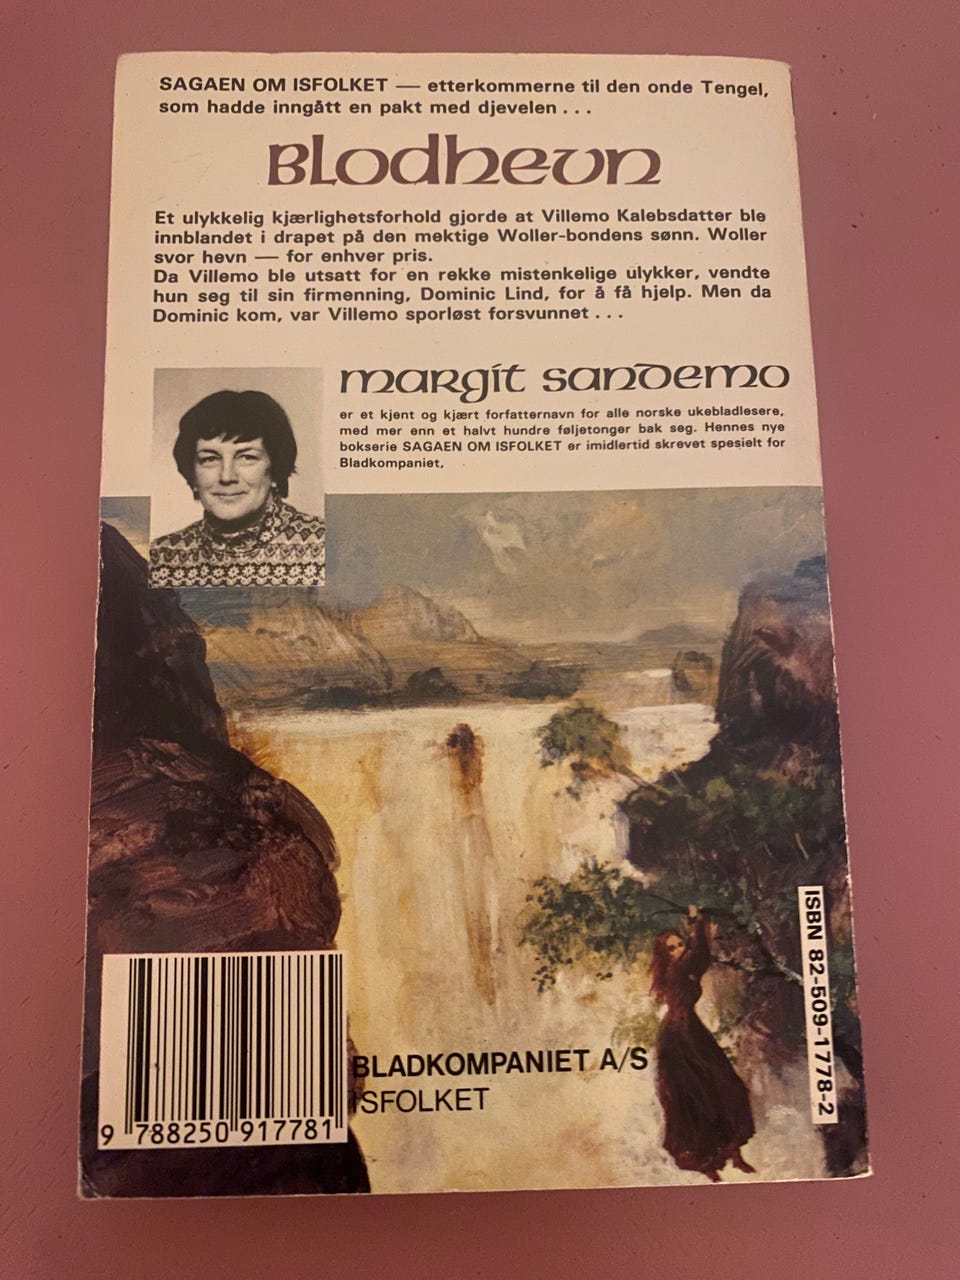 SAGAEN OM ISFOLKET — etterkommerne til den onde Tengel,
som hadde inngått en pakt med djevelen . . .
Blodhevn
Et ulykkelig kjærlighetsforhold gjorde at Villemo Kalebsdatter ble
innblandet i drapet på den mektige Woller-bondens sønn. Woller
svor hevn — for enhver pris.
Da Villemo ble utsatt for en rekke mistenkelige ulykker, vendte
hun seg til sin firmenning, Dominic Lind, for å få hjelp. Men da
Dominic kom, var Villemo sporløst forsvunnet . . .
margit sandemo
er et kjent og kjært forfatternavn for alle norske ukebladlesere,
med mer enn et halvt hundre føljetonger bak seg. Hennes nye
bokserie SAGAEN OM ISFOLKET er imidlertid skrevet spesielt for
Bladkompaniet,
BLADKOMPANIET A/S
ISFOLKET
9 788250 917781
ISBN 82-509-1778-2